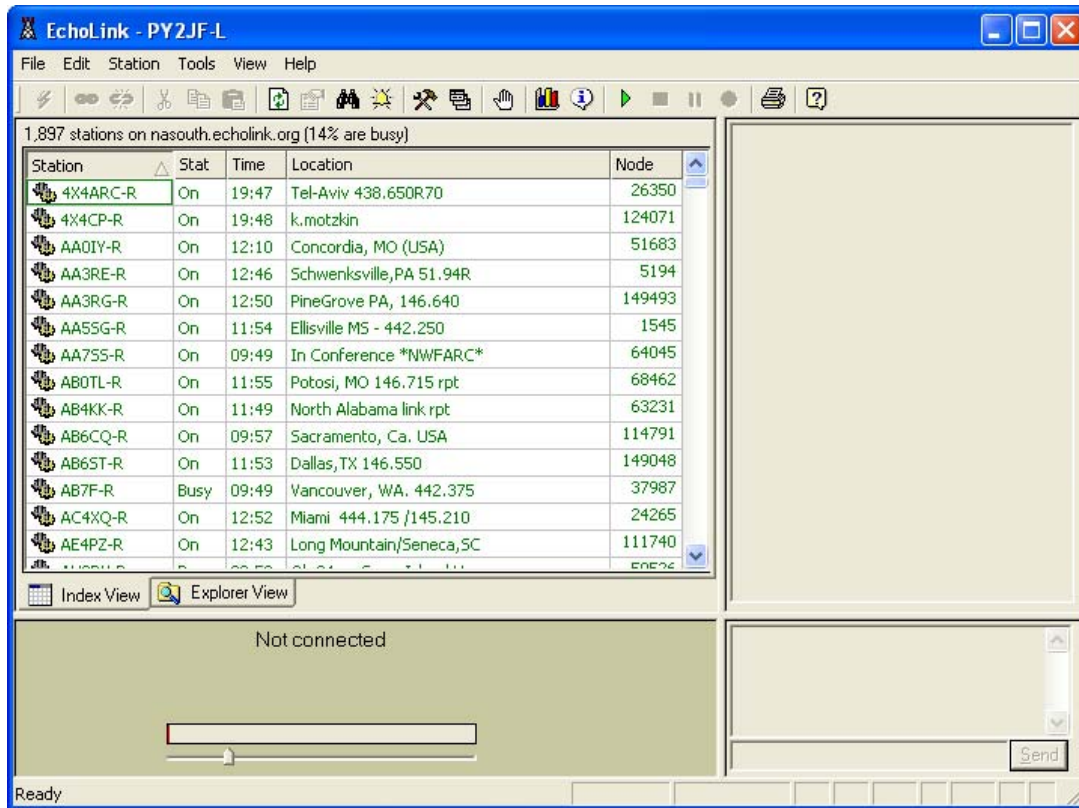 EchoLink - PY2JF-L
File Edit Station Tools View Help
1,897 stations on nasouth.echolink.org (14% are busy)
Station Stat Time Location Node
4X4ARC-R On 19:47 Tel-Aviv 438.650R70 26350
4X4CP-R On 19:48 k.motzkin 124071
AA0IY-R On 12:10 Concordia, MO (USA) 51683
AA3RE-R On 12:46 Schwenksville,PA 51.94R 5194
AA3RG-R On 12:50 PineGrove PA, 146.640 149493
AA5SG-R On 11:54 Ellisville MS - 442.250 1545
AA7SS-R On 09:49 In Conference *NWFARC* 64045
AB0TL-R On 11:55 Potosi, MO 146.715 rpt 68462
AB4KK-R On 11:49 North Alabama link rpt 63231
AB6CQ-R On 09:57 Sacramento, Ca. USA 114791
AB6ST-R On 11:53 Dallas,TX 146.550 149048
AB7F-R Busy 09:49 Vancouver, WA. 442.375 37987
AC4XQ-R On 12:52 Miami 444.175 /145.210 24265
AE4PZ-R On 12:43 Long Mountain/Seneca,SC 111740
Index View Explorer View
Not connected
Send
Ready